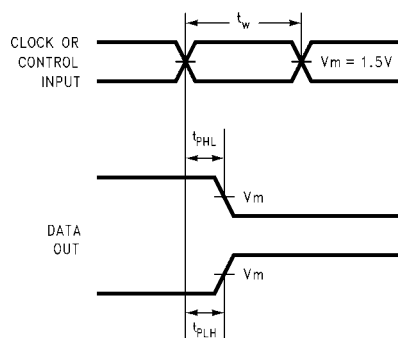 tw
CLOCK OR
CONTROL
INPUT
Vm = 1.5V
tPHL
Vm
DATA
OUT
Vm
tPLH